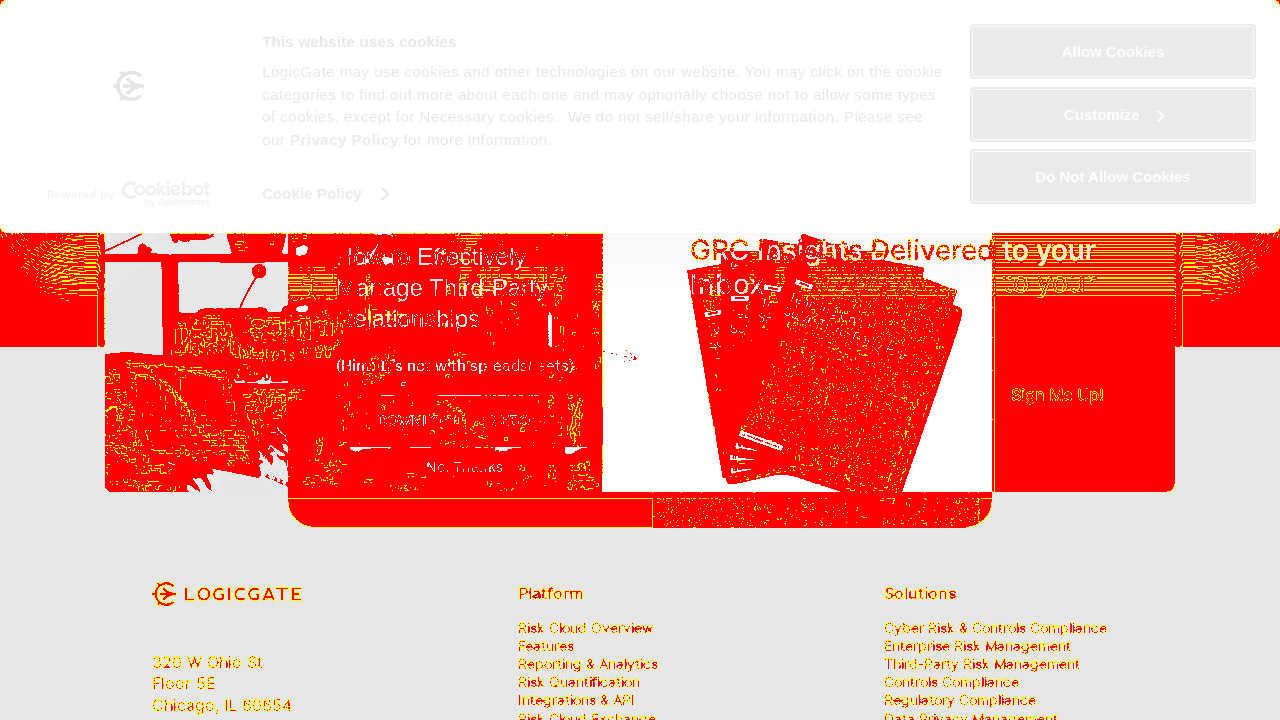 This website uses cookies
LogicGate may use cookies and other technologies on our website. You may click on the cookie
categories to find out more about each one and may optionally choose not to allow some types
of cookies, except for Necessary cookies.  We do not sell/share your information. Please see
our Privacy Policy for more information.
Cookie Policy
Powered by Cookiebot
by Usercentrics
Allow Cookies
Customize
Do Not Allow Cookies
How to Effectively
Manage Third-Party
Relationships
(Hint: It's not with spreadsheets)
No, Thanks
GRC Insights Delivered to your
Inbox
to your
Sign Me Up!
LOGICGATE
320 W Ohio St
Floor 5E
Chicago, IL 60654
Platform
Risk Cloud Overview
Features
Reporting & Analytics
Risk Quantification
Integrations & API
Risk Cloud Exchange
Solutions
Cyber Risk & Controls Compliance
Enterprise Risk Management
Third-Party Risk Management
Controls Compliance
Regulatory Compliance
Data Privacy Management